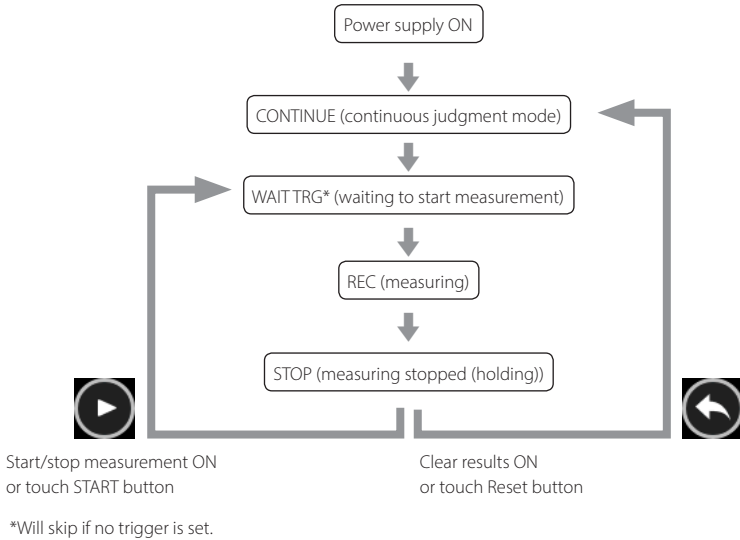 Power supply ON
CONTINUE (continuous judgment mode)
WAIT TRG* (waiting to start measurement)
REC (measuring)
STOP (measuring stopped (holding))
Start/stop measurement ON
or touch START button
Clear results ON
or touch Reset button
*Will skip if no trigger is set.